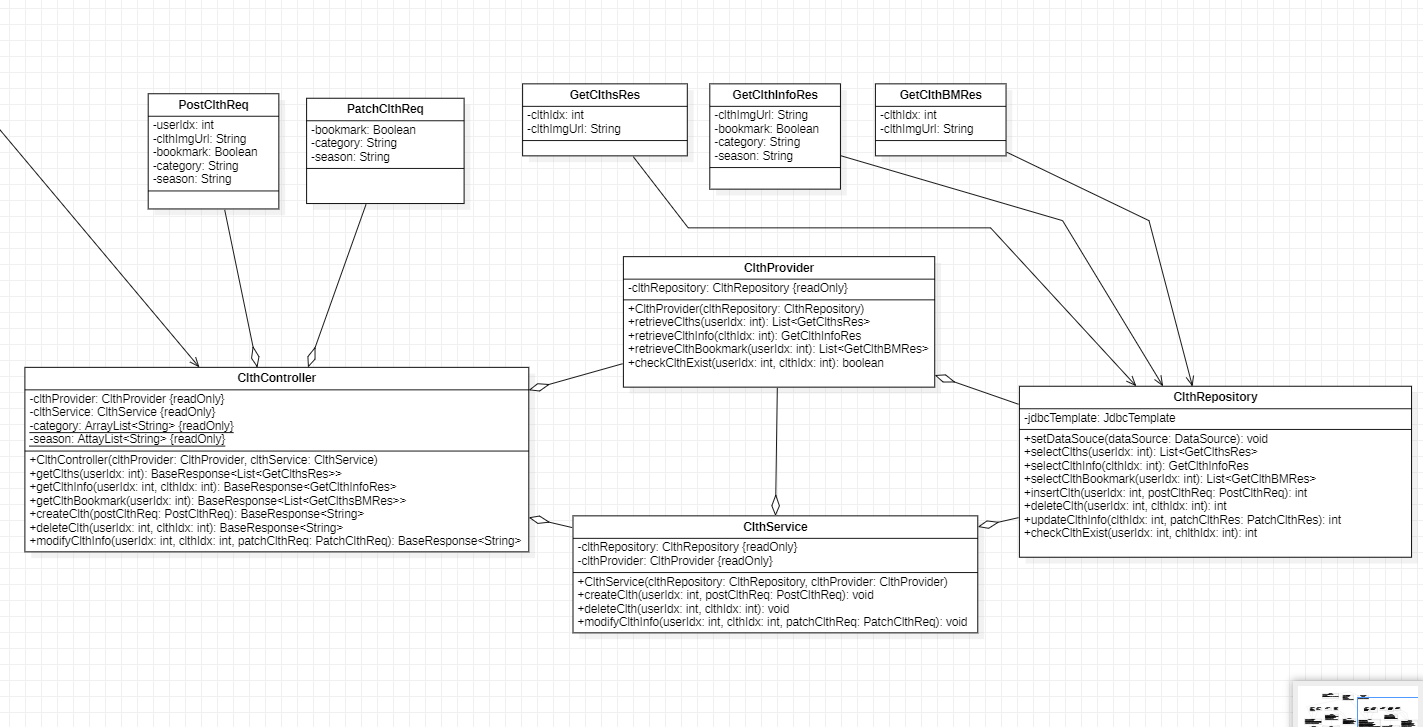 PostClthReq
-userIdx: int
-clthImgUrl: String
-bookmark: Boolean
-category: String
-season: String
PatchClthReq
-bookmark: Boolean
-category: String
-season: String
GetClthsRes
-clthIdx: int
-clthImgUrl: String
GetClthInfoRes
-clthImgUrl: String
-bookmark: Boolean
-category: String
-season: String
GetClthBMRes
-clthIdx: int
-clthImgUrl: String
ClthProvider
-clthRepository: ClthRepository {readOnly}
+ClthProvider(clthRepository: ClthRepository)
+retrieveClths(userIdx: int): List<GetClthsRes>
+retrieveClthInfo(clthIdx: int): GetClthInfoRes
+retrieveClthBookmark(userIdx: int): List<GetClthBMRes>
+checkClthExist(userIdx: int, clthIdx: int): boolean
ClthController
-clthProvider: ClthProvider {readOnly}
-clthService: ClthService {readOnly}
-category: ArrayList<String> {readOnly}
-season: AttayList<String> {readOnly}
+ClthController(clthProvider: ClthProvider, clthService: ClthService)
+getClths(userIdx: int): BaseResponse<List<GetClthsRes>>
+getClthInfo(userIdx: int, clthIdx: int): BaseResponse<GetClthInfoRes>
+getClthBookmark(userIdx: int): BaseResponse<List<GetClthsBMRes>>
+createClth(postClthReq: PostClthReq): BaseResponse<String>
+deleteClth(userIdx: int, clthIdx: int): BaseResponse<String>
+modifyClthInfo(userIdx: int, clthIdx: int, patchClthReq: PatchClthReq): BaseResponse<String>
ClthRepository
-jdbcTemplate: JdbcTemplate
+setDataSouce(dataSource: DataSource): void
+selectClths(userIdx: int): List<GetClthsRes>
+selectClthInfo(clthIdx: int): GetClthInfoRes
+selectClthBookmark(userIdx: int): List<GetClthBMRes>
+insertClth(userIdx: int, postClthReq: PostClthReq): int
+deleteClth(userIdx: int, clthIdx: int): int
+updateClthInfo(clthIdx: int, patchClthRes: PatchClthRes): int
+checkClthExist(userIdx: int, chlthIdx: int): int
ClthService
-clthRepository: ClthRepository {readOnly}
-clthProvider: ClthProvider {readOnly}
+ClthService(clthRepository: ClthRepository, clthProvider: ClthProvider)
+createClth(userIdx: int, postClthReq: PostClthReq): void
+deleteClth(userIdx: int, clthIdx: int): void
+modifyClthInfo(userIdx: int, clthIdx: int, patchClthReq: PatchClthReq): void